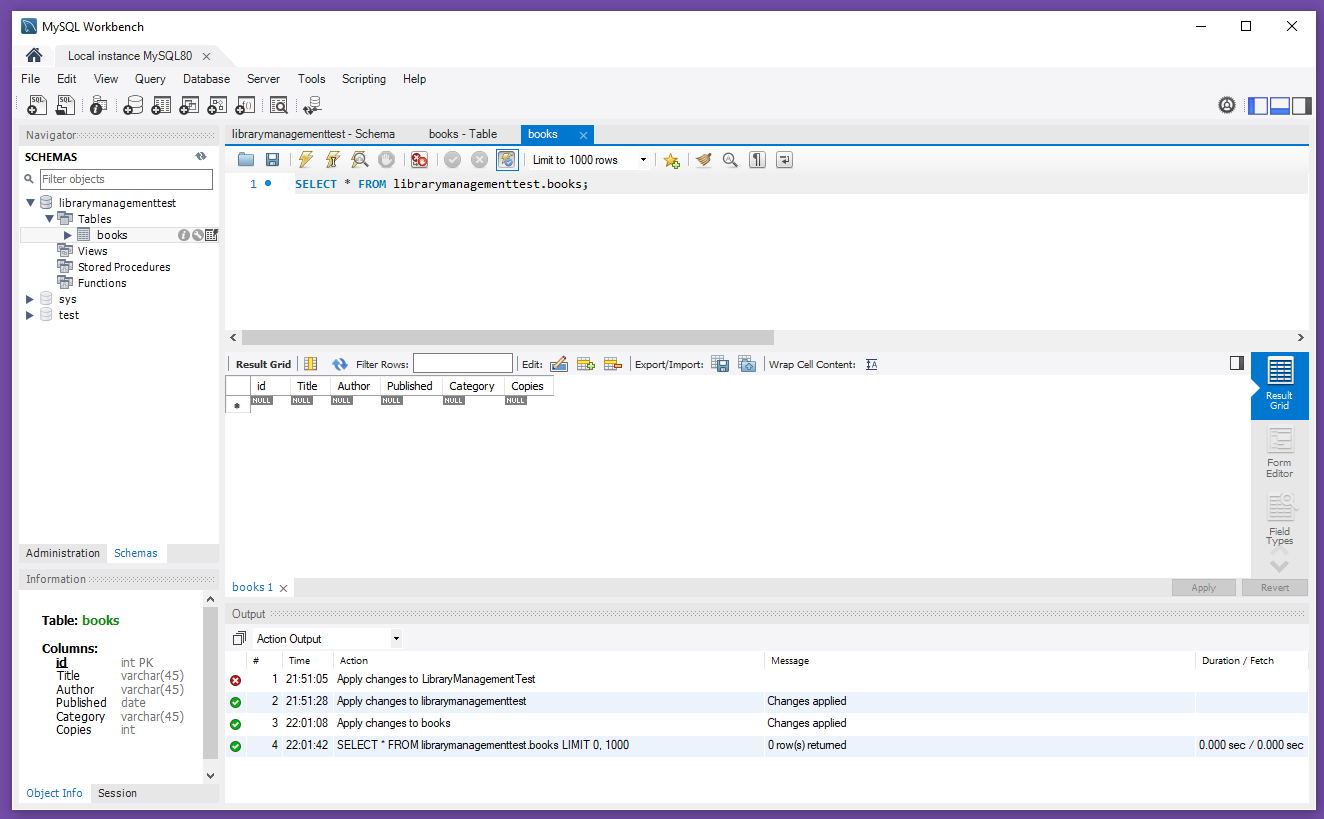 MySQL Workbench
Local instance MySQL80
File Edit View Query Database Server Tools Scripting Help
Navigator
SCHEMAS
Filter objects
librarymanagementtest
Tables
books
Views
Stored Procedures
Functions
sys
test
Administration Schemas
Information
Table: books
Columns:
id int PK
Title varchar(45)
Author varchar(45)
Published date
Category varchar(45)
Copies int
Object Info Session
librarymanagementtest - Schema books - Table books
Limit to 1000 rows
1 SELECT * FROM librarymanagementtest.books;
Result Grid Filter Rows: Edit: Export/Import: Wrap Cell Content:
id Title Author Published Category Copies
NULL NULL NULL NULL NULL NULL
Result
Grid
Form
Editor
Field
Types
books 1
Apply Revert
Output
Action Output
# Time Action Message Duration / Fetch
1 21:51:05 Apply changes to LibraryManagementTest
2 21:51:28 Apply changes to librarymanagementtest Changes applied
3 22:01:08 Apply changes to books Changes applied
4 22:01:42 SELECT * FROM librarymanagementtest.books LIMIT 0, 1000 0 row(s) returned 0.000 sec / 0.000 sec